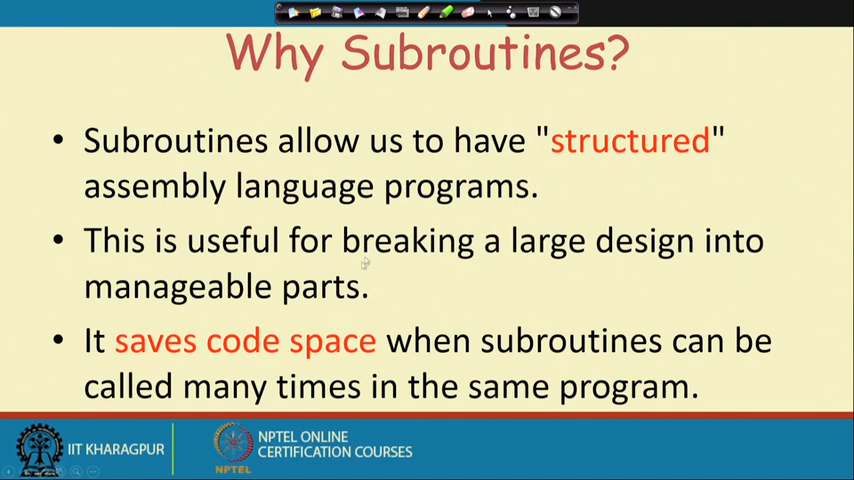 Why Subroutines?
• Subroutines allow us to have "structured"
assembly language programs.
• This is useful for breaking a large design into
manageable parts.
• It saves code space when subroutines can be
called many times in the same program.
IIT KHARAGPUR
NPTEL ONLINE
CERTIFICATION COURSES
NPTEL